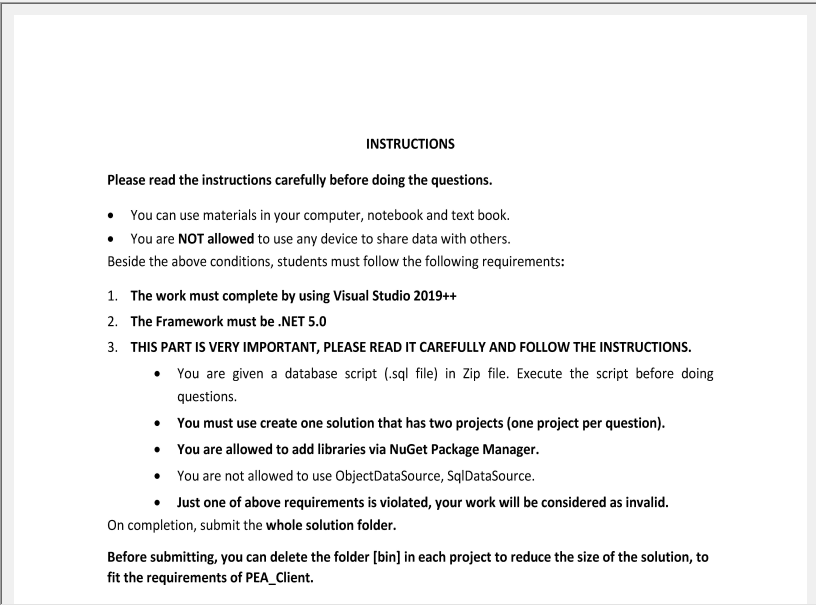 INSTRUCTIONS
Please read the instructions carefully before doing the questions.
• You can use materials in your computer, notebook and text book.
• You are NOT allowed to use any device to share data with others.
Beside the above conditions, students must follow the following requirements:
1. The work must complete by using Visual Studio 2019++
2. The Framework must be .NET 5.0
3. THIS PART IS VERY IMPORTANT, PLEASE READ IT CAREFULLY AND FOLLOW THE INSTRUCTIONS.
• You are given a database script (.sql file) in Zip file. Execute the script before doing
questions.
• You must use create one solution that has two projects (one project per question).
• You are allowed to add libraries via NuGet Package Manager.
• You are not allowed to use ObjectDataSource, SqlDataSource.
• Just one of above requirements is violated, your work will be considered as invalid.
On completion, submit the whole solution folder.
Before submitting, you can delete the folder [bin] in each project to reduce the size of the solution, to
fit the requirements of PEA_Client.